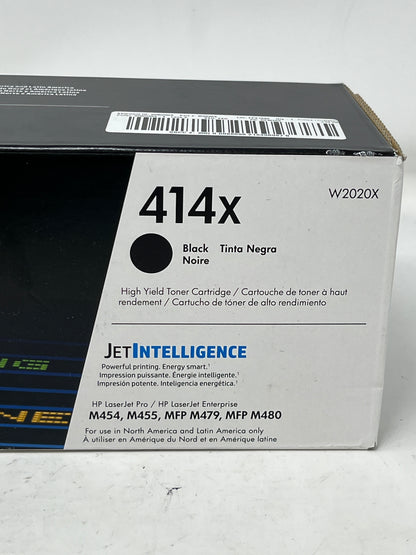 414x
W2020X
Black Tinta Negra
Noire
High Yield Toner Cartridge / Cartouche de toner à haut
rendement / Cartucho de tóner de alto rendimiento
JETINTELLIGENCE
Powerful printing. Energy smart.¹
Impression puissante. Énergie intelligente.¹
Impresión potente. Inteligencia energética.¹
HP LaserJet Pro / HP LaserJet Enterprise
M454, M455, MFP M479, MFP M480
For use in North America and Latin America only
À utiliser en Amérique du Nord et en Amérique latine